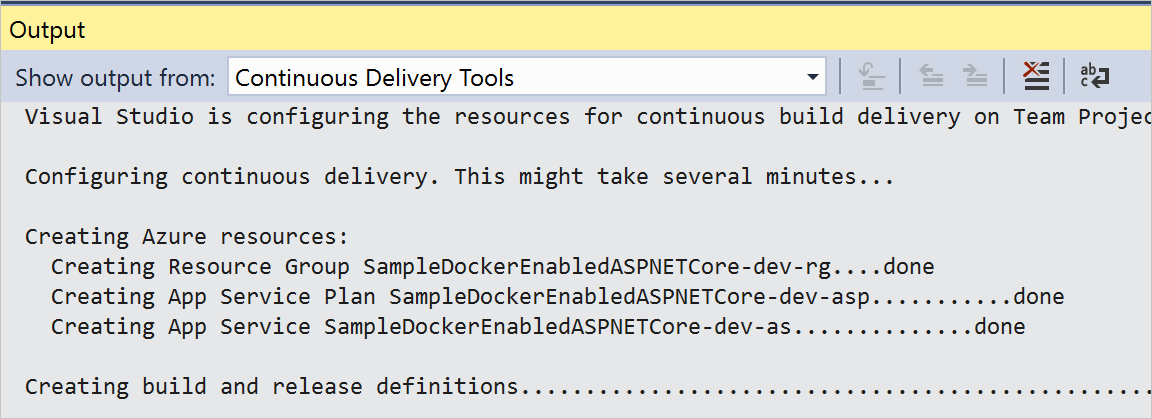 Output
Show output from: Continuous Delivery Tools
Visual Studio is configuring the resources for continuous build delivery on Team
Configuring continuous delivery. This might take several minutes...
Creating Azure resources:
Creating Resource Group SampleDockerEnabledASPNETCore-dev-rg....done
Creating App Service Plan SampleDockerEnabledASPNETCore-dev-asp...........done
Creating App Service SampleDockerEnabledASPNETCore-dev-as..............done
Creating build and release definitions.................................................